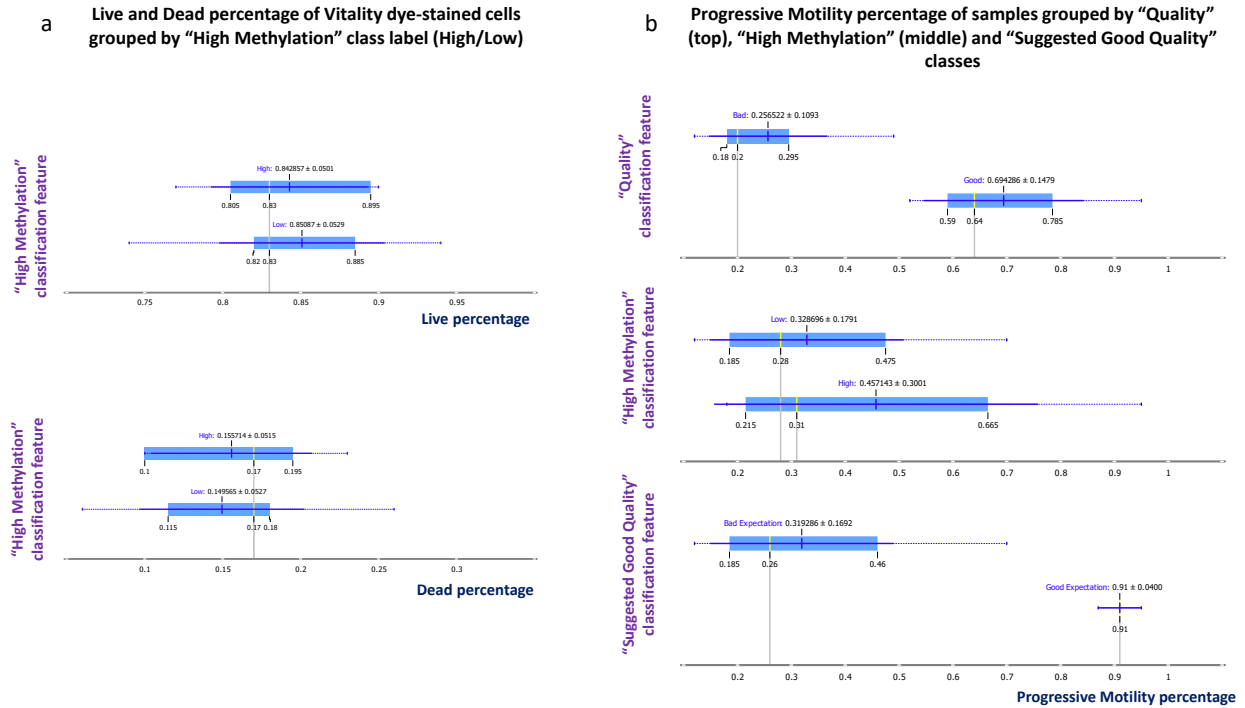 a
Live and Dead percentage of Vitality dye-stained cells
grouped by “High Methylation” class label (High/Low)
“High Methylation”
classification feature
High: 0.842857 ± 0.0501
0.805
0.83
0.895
Low: 0.85087 ± 0.0529
0.82
0.83
0.885
0.75
0.8
0.85
0.9
0.95
Live percentage
“High Methylation”
classification feature
High: 0.155714 ± 0.0515
0.1
0.17
0.195
Low: 0.149565 ± 0.0527
0.115
0.17
0.18
0.1
0.15
0.2
0.25
0.3
Dead percentage
b
Progressive Motility percentage of samples grouped by “Quality”
(top), “High Methylation” (middle) and “Suggested Good Quality”
classes
“Quality”
classification feature
Bad: 0.256522 ± 0.1093
0.18
0.2
0.295
Good: 0.694286 ± 0.1479
0.59
0.64
0.785
0.2
0.3
0.4
0.5
0.6
0.7
0.8
0.9
1
“High Methylation”
classification feature
Low: 0.328696 ± 0.1791
0.185
0.28
0.475
High: 0.457143 ± 0.3001
0.215
0.31
0.665
0.2
0.3
0.4
0.5
0.6
0.7
0.8
0.9
1
“Suggested Good Quality”
classification feature
Bad Expectation: 0.319286 ± 0.1692
0.185
0.26
0.46
Good Expectation: 0.91 ± 0.0400
0.91
0.2
0.3
0.4
0.5
0.6
0.7
0.8
0.9
1
Progressive Motility percentage